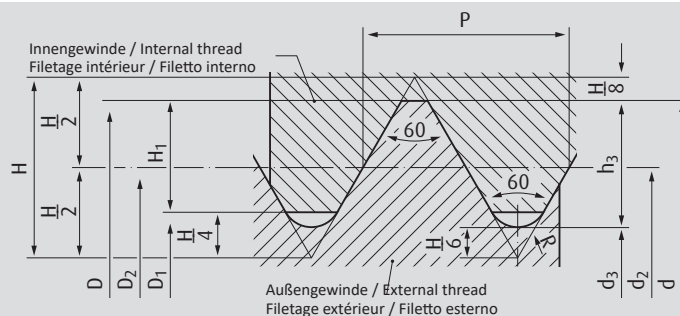 Innengewinde / Internal thread
Filetage intérieur / Filetto interno
P
H
8
H
2
H
H1
60
h3
60
H
2
H
4
H
6
R
D
D2
D1
d3
d2
d
Außengewinde / External thread
Filetage extérieur / Filetto esterno